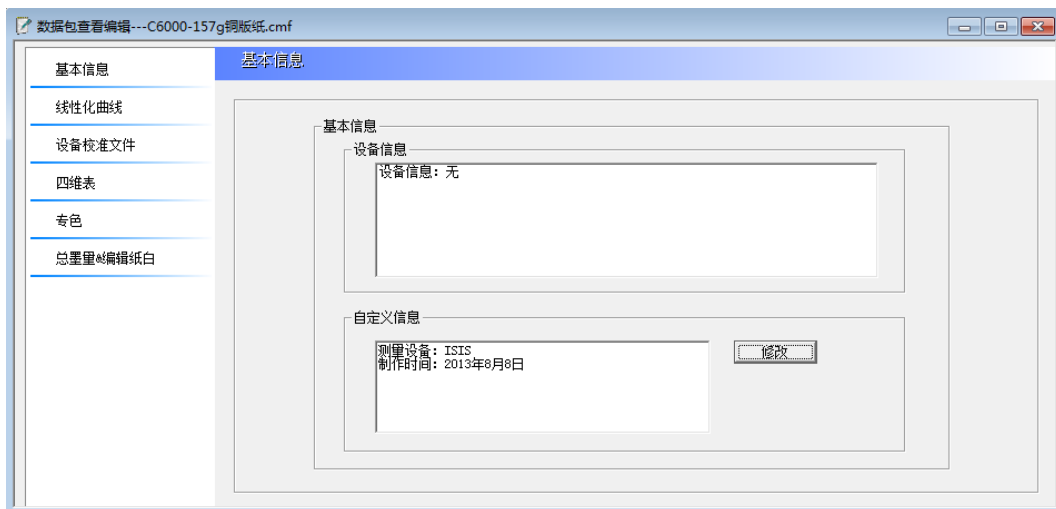 数据包查看编辑---C6000-157g铜版纸.cmf
基本信息
基本信息
线性化曲线
设备校准文件
四维表
专色
总墨量&编辑纸白
基本信息
设备信息
设备信息：无
自定义信息
测量设备：ISIS
制作时间：2013年8月8日
修改